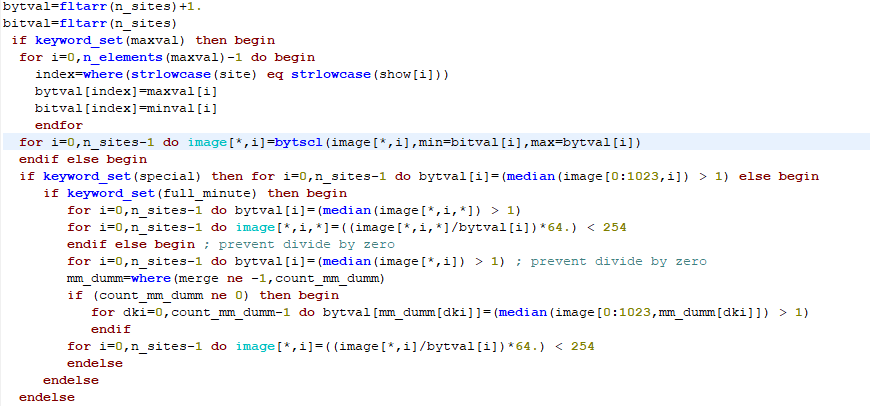 bytval=fltarr(n_sites)+1.
bitval=fltarr(n_sites)
if keyword_set(maxval) then begin
for i=0,n_elements(maxval)-1 do begin
index=where(strlowcase(site) eq strlowcase(show[i]))
bytval[index]=maxval[i]
bitval[index]=minval[i]
endfor
for i=0,n_sites-1 do image[*,i]=bytscl(image[*,i],min=bitval[i],max=bytval[i])
endif else begin
if keyword_set(special) then for i=0,n_sites-1 do bytval[i]=(median(image[0:1023,i]) > 1) else begin
if keyword_set(full_minute) then begin
for i=0,n_sites-1 do bytval[i]=(median(image[*,i,*]) > 1)
for i=0,n_sites-1 do image[*,i,*]=((image[*,i,*]/bytval[i])*64.) < 254
endif else begin ; prevent divide by zero
for i=0,n_sites-1 do bytval[i]=(median(image[*,i]) > 1) ; prevent divide by zero
mm_dumm=where(merge ne -1,count_mm_dumm)
if (count_mm_dumm ne 0) then begin
for dki=0,count_mm_dumm-1 do bytval[mm_dumm[dki]]=(median(image[0:1023,mm_dumm[dki]]) > 1)
endif
for i=0,n_sites-1 do image[*,i]=((image[*,i]/bytval[i])*64.) < 254
endelse
endelse
endelse